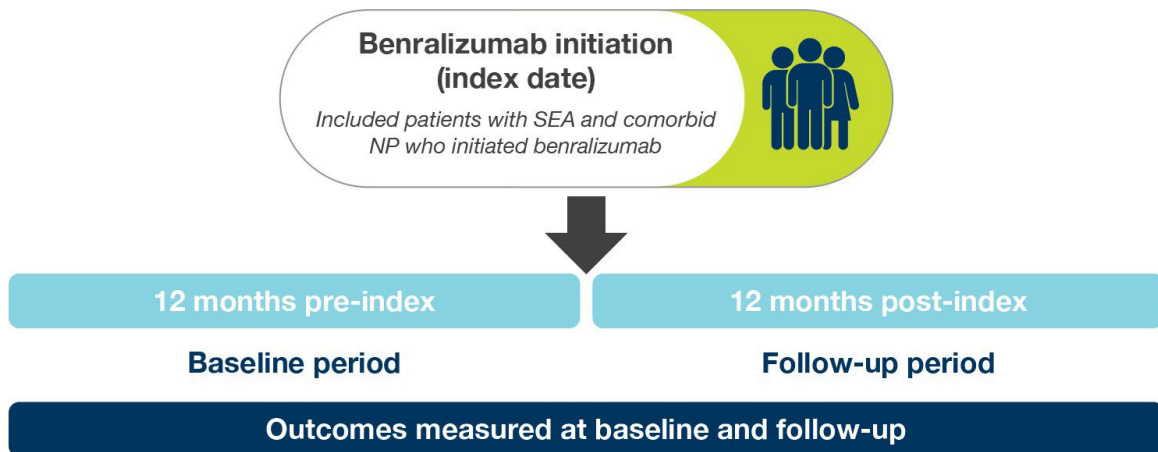 Benralizumab initiation
(index date)
Included patients with SEA and comorbid
NP who initiated benralizumab
12 months pre-index
12 months post-index
Baseline period
Follow-up period
Outcomes measured at baseline and follow-up